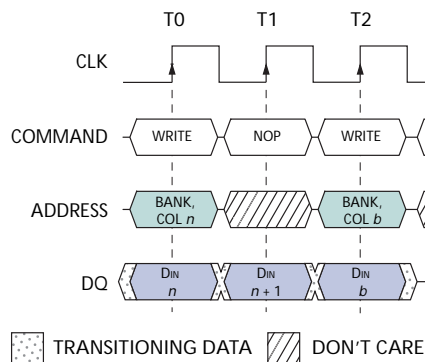 T0 T1 T2
CLK
COMMAND WRITE NOP WRITE
ADDRESS BANK, COL n BANK, COL b
DQ DIN n DIN n + 1 DIN b
TRANSITIONING DATA DON'T CARE